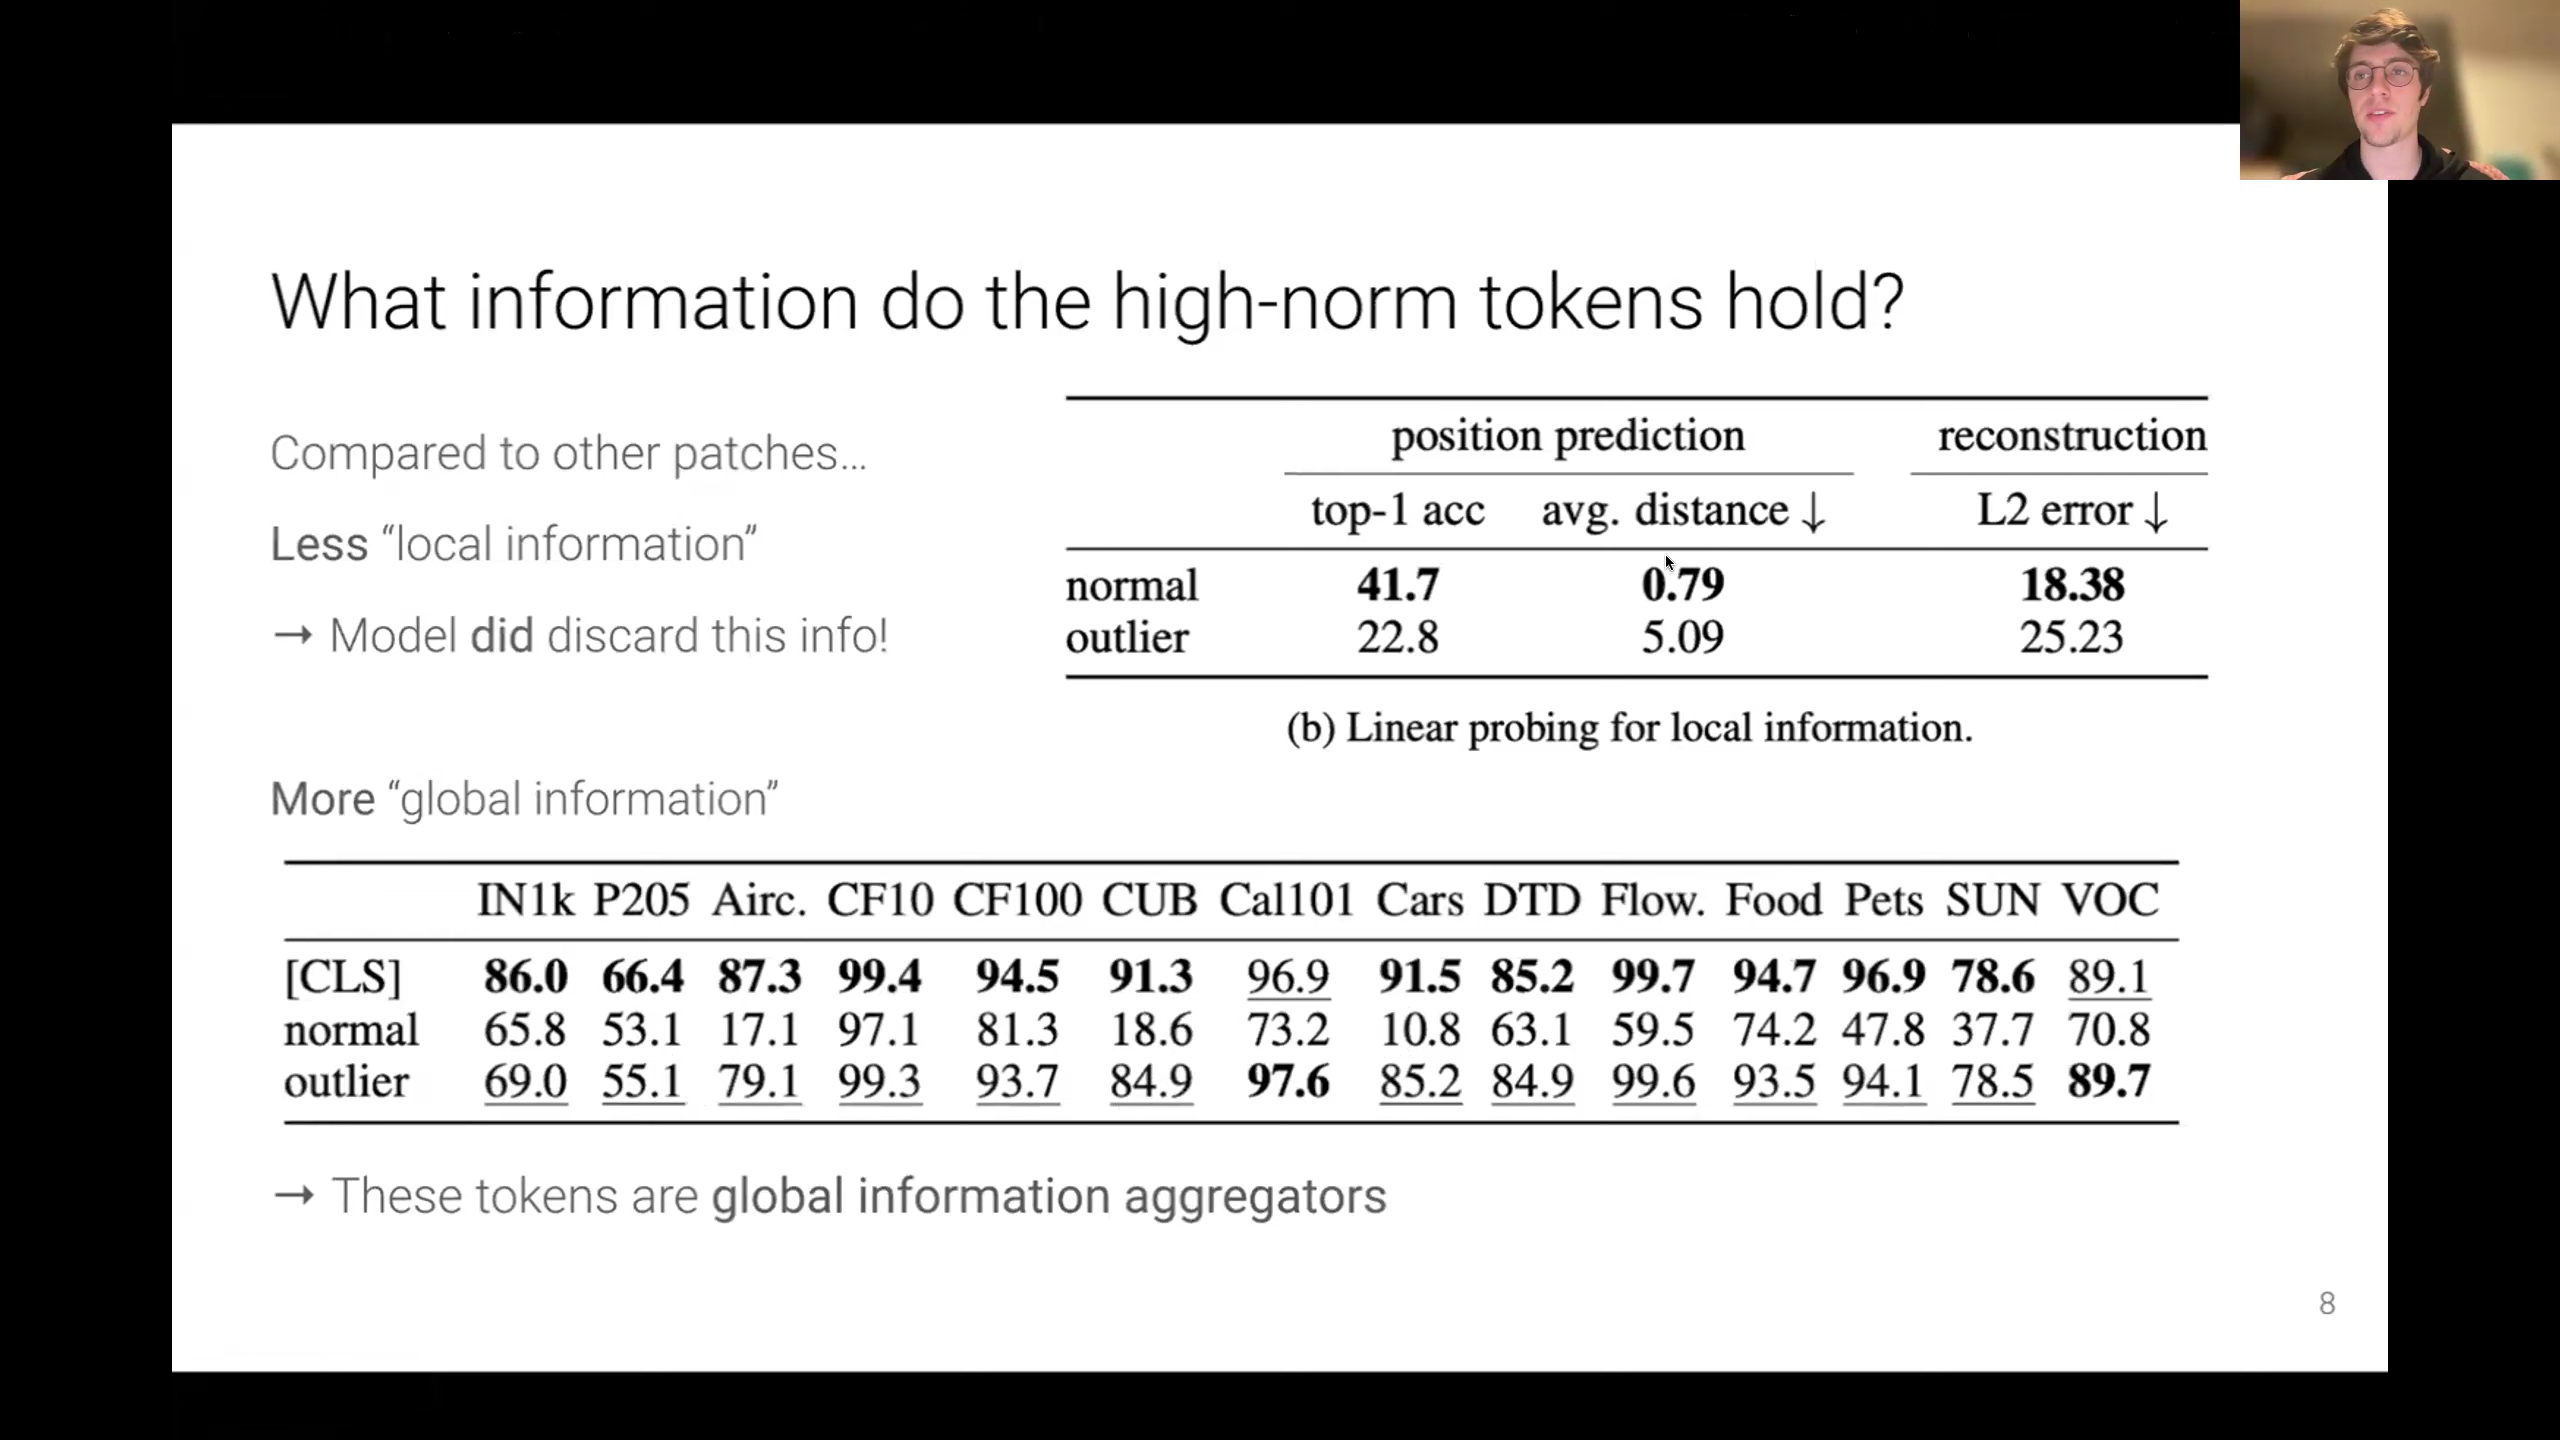 What information do the high-norm tokens hold?
Compared to other patches...
Less “local information”
→ Model did discard this info!
position prediction reconstruction
top-1 acc avg. distance ↓ L2 error ↓
normal 41.7 0.79 18.38
outlier 22.8 5.09 25.23
(b) Linear probing for local information.
More “global information”
IN1k P205 Airc. CF10 CF100 CUB Cal101 Cars DTD Flow. Food Pets SUN VOC
[CLS] 86.0 66.4 87.3 99.4 94.5 91.3 96.9 91.5 85.2 99.7 94.7 96.9 78.6 89.1
normal 65.8 53.1 17.1 97.1 81.3 18.6 73.2 10.8 63.1 59.5 74.2 47.8 37.7 70.8
outlier 69.0 55.1 79.1 99.3 93.7 84.9 97.6 85.2 84.9 99.6 93.5 94.1 78.5 89.7
→ These tokens are global information aggregators
8